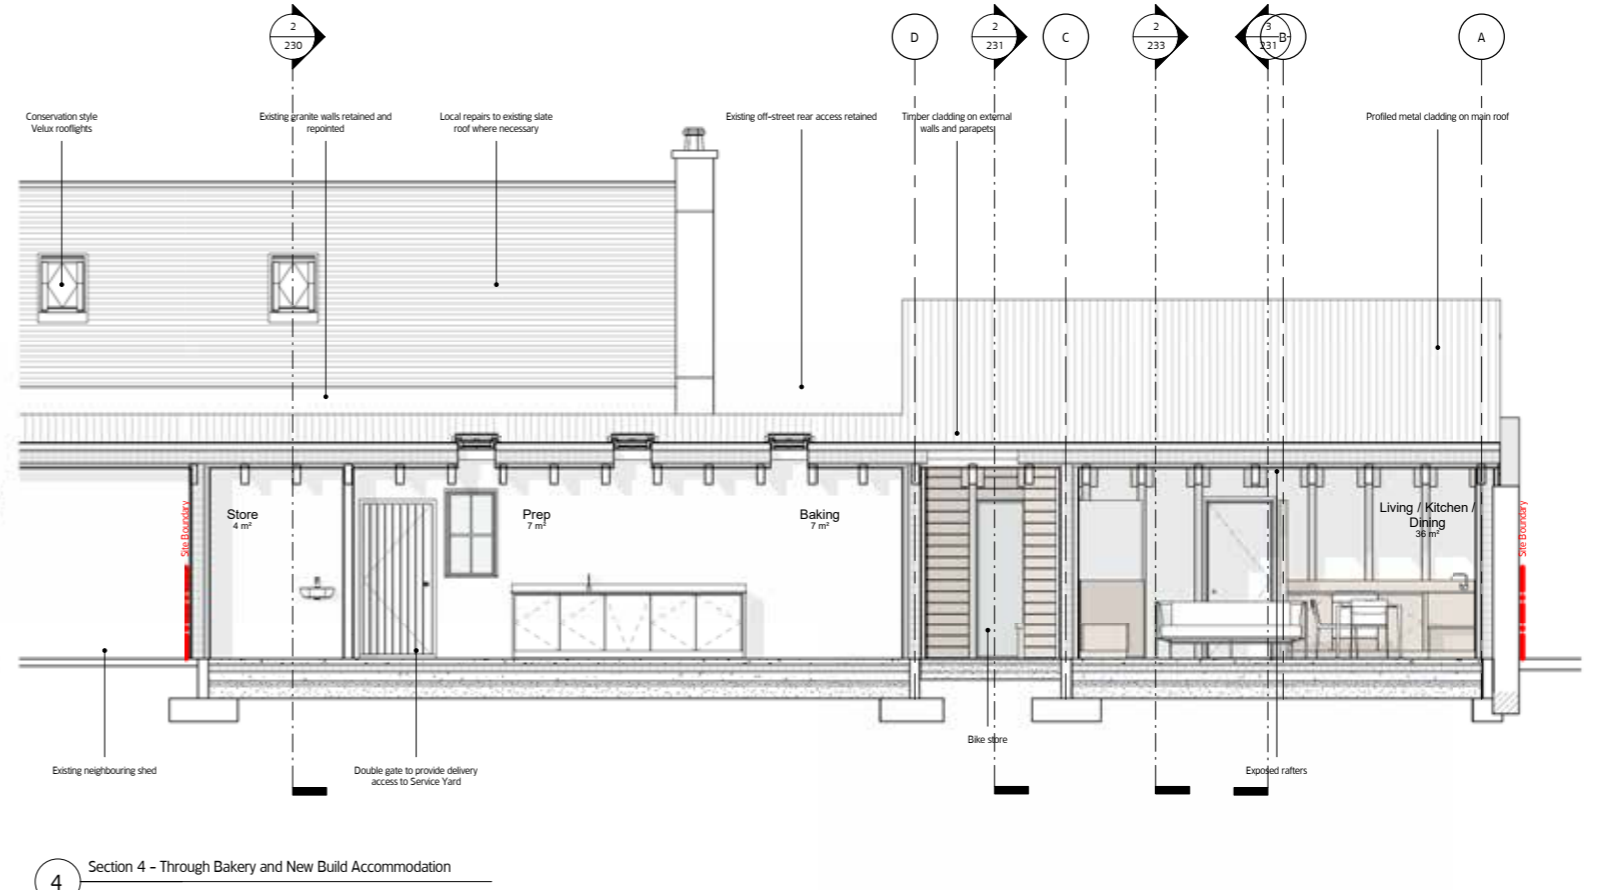 2
230
D
2
231
C
2
233
3
231
B
A
Conservation style
Velux rooflights
Existing granite walls retained and
repointed
Local repairs to existing slate
roof where necessary
Existing off-street rear access retained
Timber cladding on external
walls and parapets
Profiled metal cladding on main roof
Site Boundary
Store
4 m²
Prep
7 m²
Baking
7 m²
Living / Kitchen /
Dining
36 m²
Site Boundary
Existing neighbouring shed
Double gate to provide delivery
access to Service Yard
Bike store
Exposed rafters
4
Section 4 - Through Bakery and New Build Accommodation